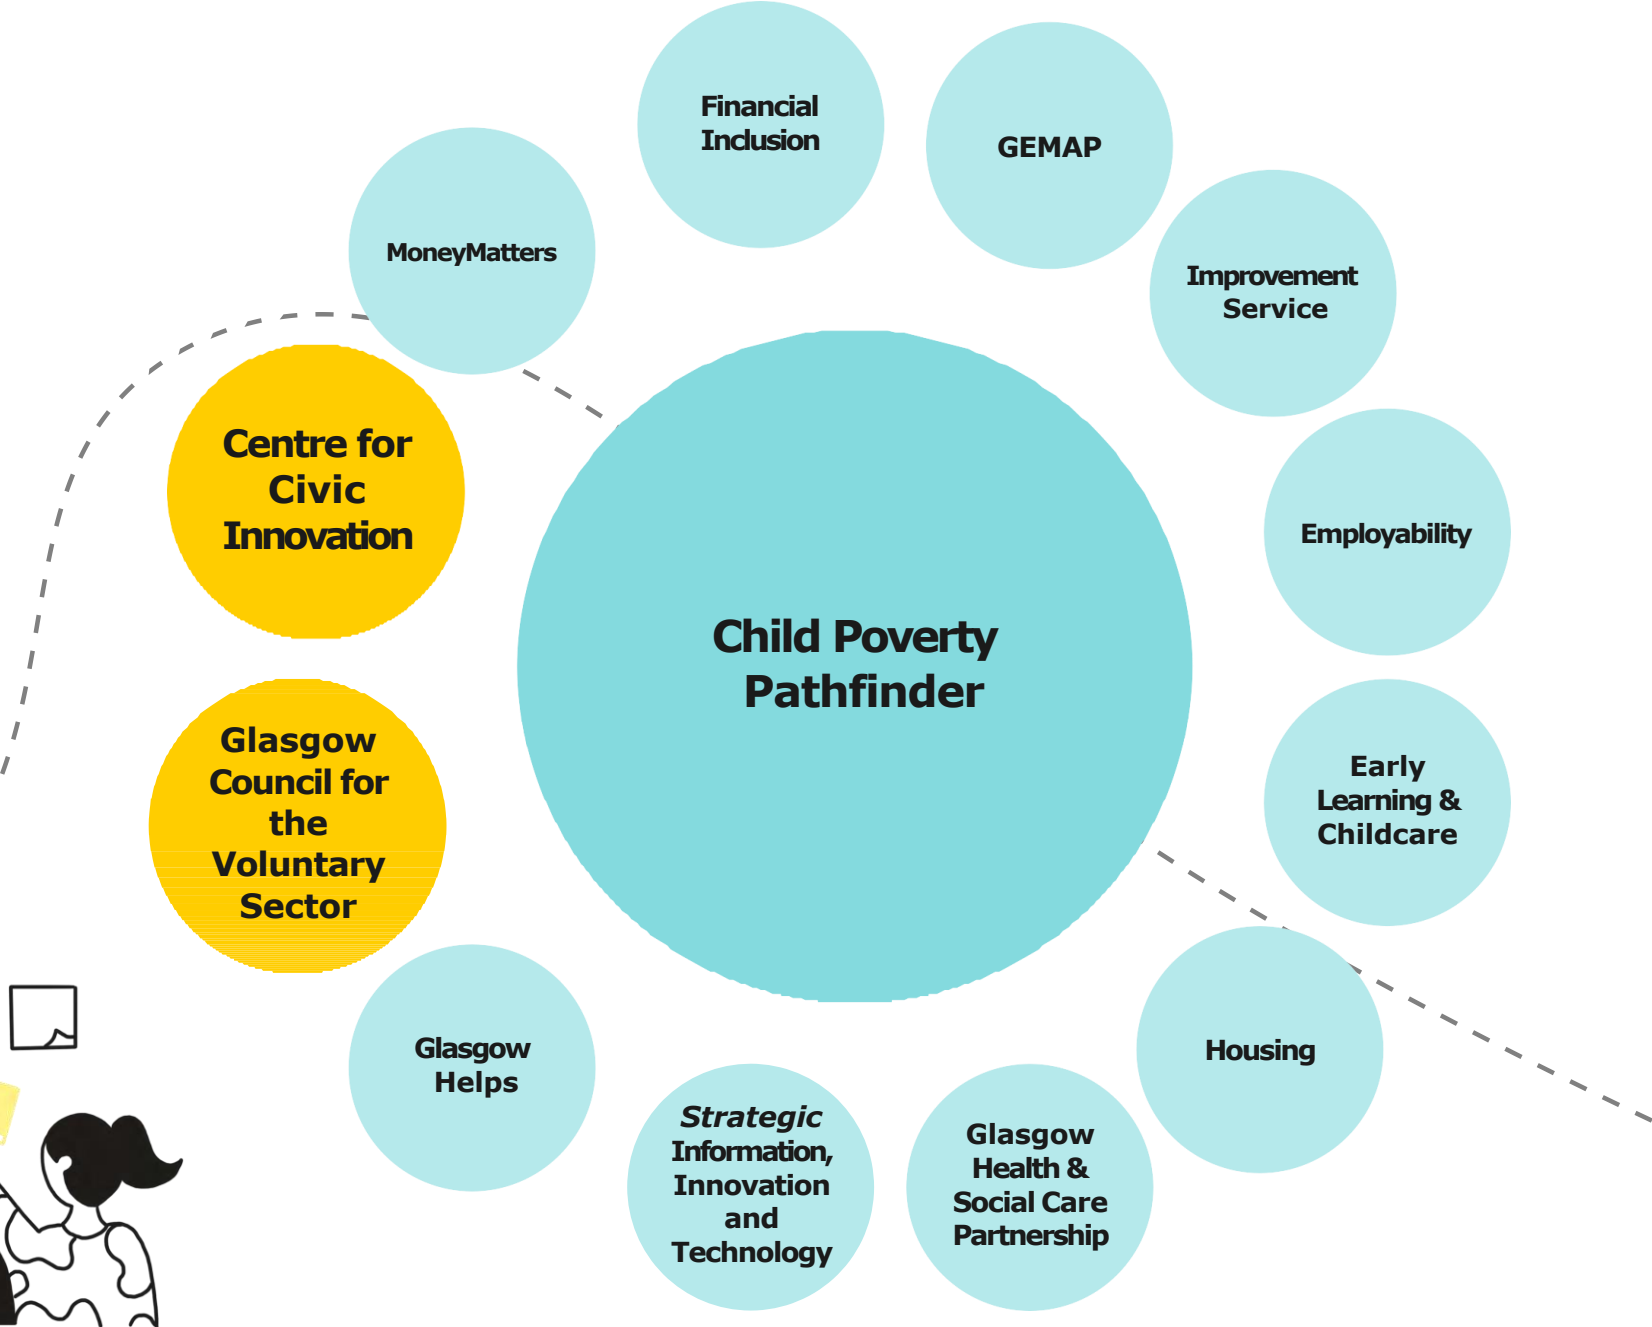 Financial
Inclusion
GEMAP
MoneyMatters
Improvement
Service
Centre for
Civic
Innovation
Employability
Child Poverty
Pathfinder
Glasgow
Council for
the
Voluntary
Sector
Early
Learning &
Childcare
Glasgow
Helps
Housing
Strategic
Information,
Innovation
and
Technology
Glasgow
Health &
Social Care
Partnership